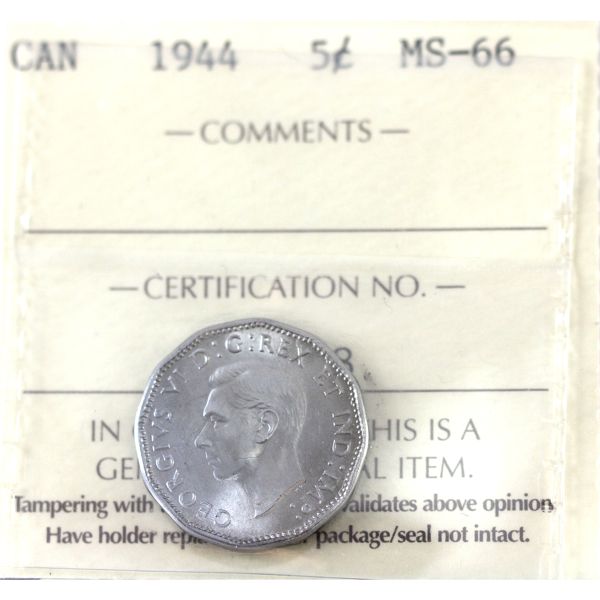 CAN 1944 5¢ MS-66
— COMMENTS —
— CERTIFICATION NO. —
IN HIS IS A
GE AL ITEM.
Tampering with validates above opinion
Have holder repl package/seal not intact.
GEORGIVS VI D:G:REX ET IND:IMP: